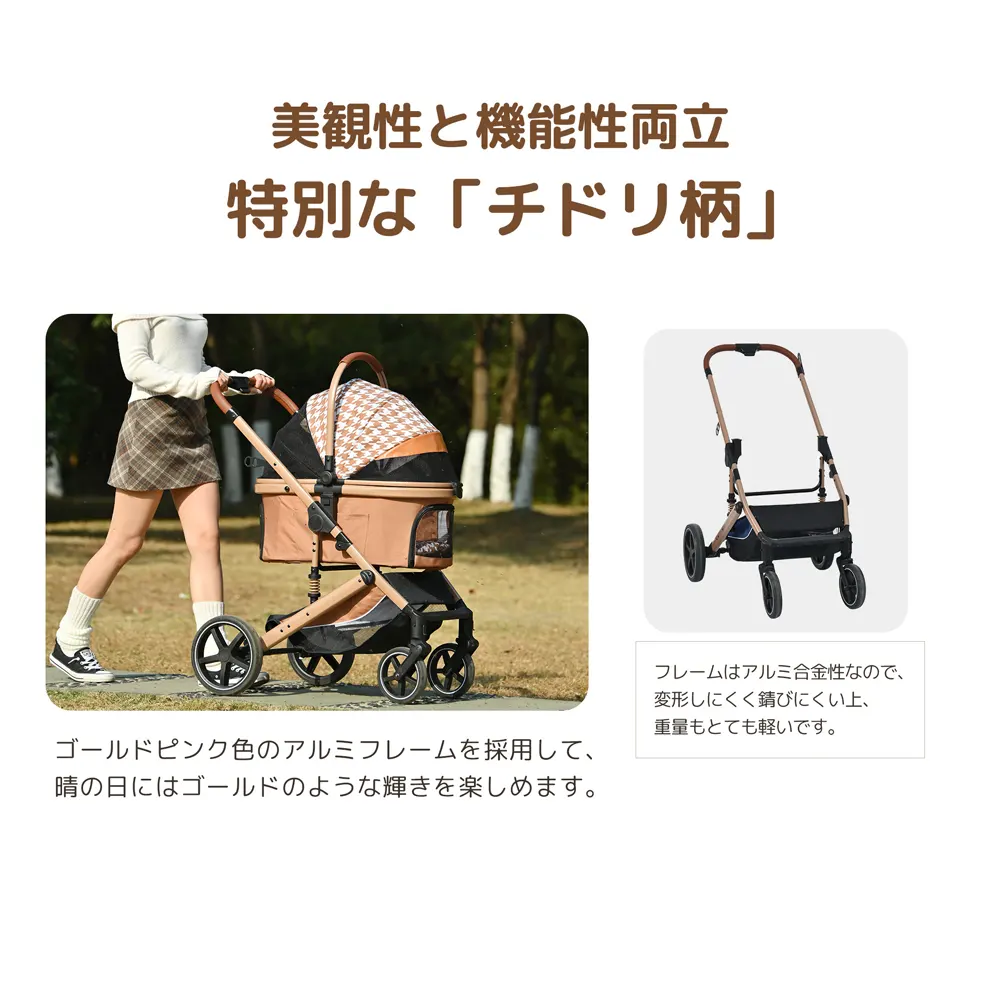 美観性と機能性両立
特別な「チドリ柄」
ゴールドピンク色のアルミフレームを採用して、
晴の日にはゴールドのような輝きを楽しめます。
フレームはアルミ合金性なので、
変形しにくく錆びにくい上、
重量もとても軽いです。